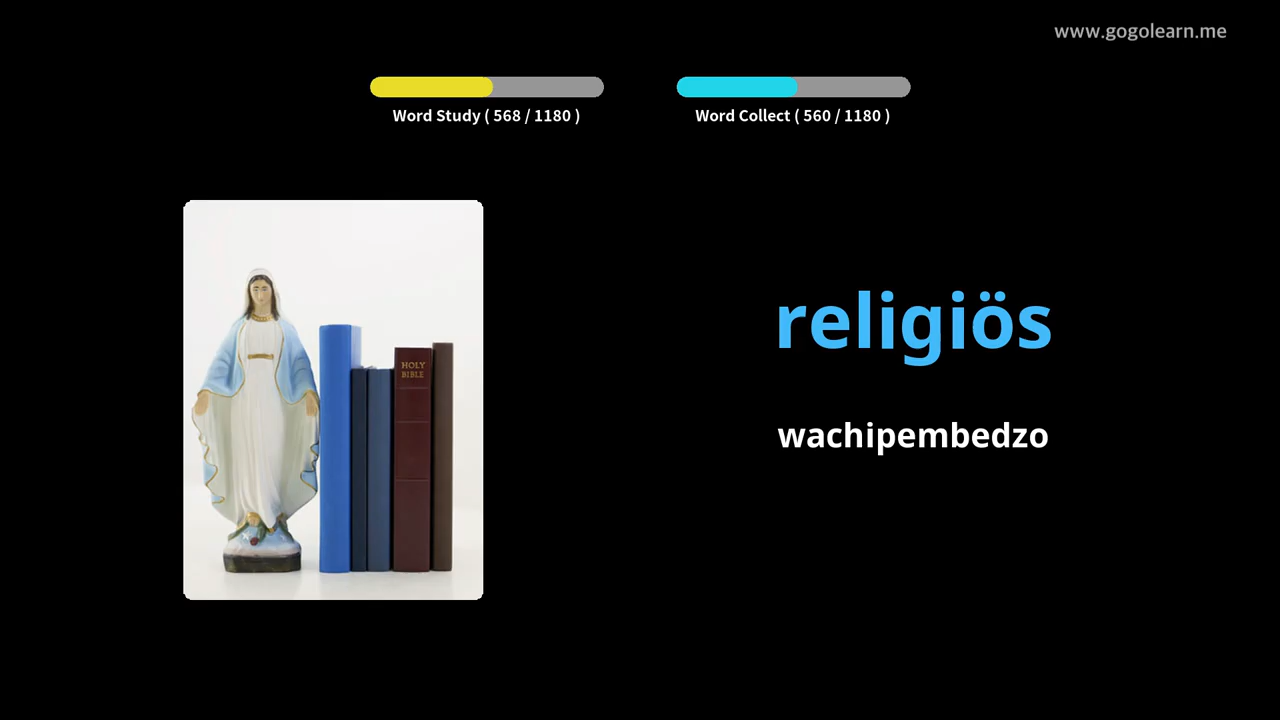 www.gogolearn.me
Word Study ( 568 / 1180 )
Word Collect ( 560 / 1180 )
HOLY
BIBLE
religiös
wachipembedzo